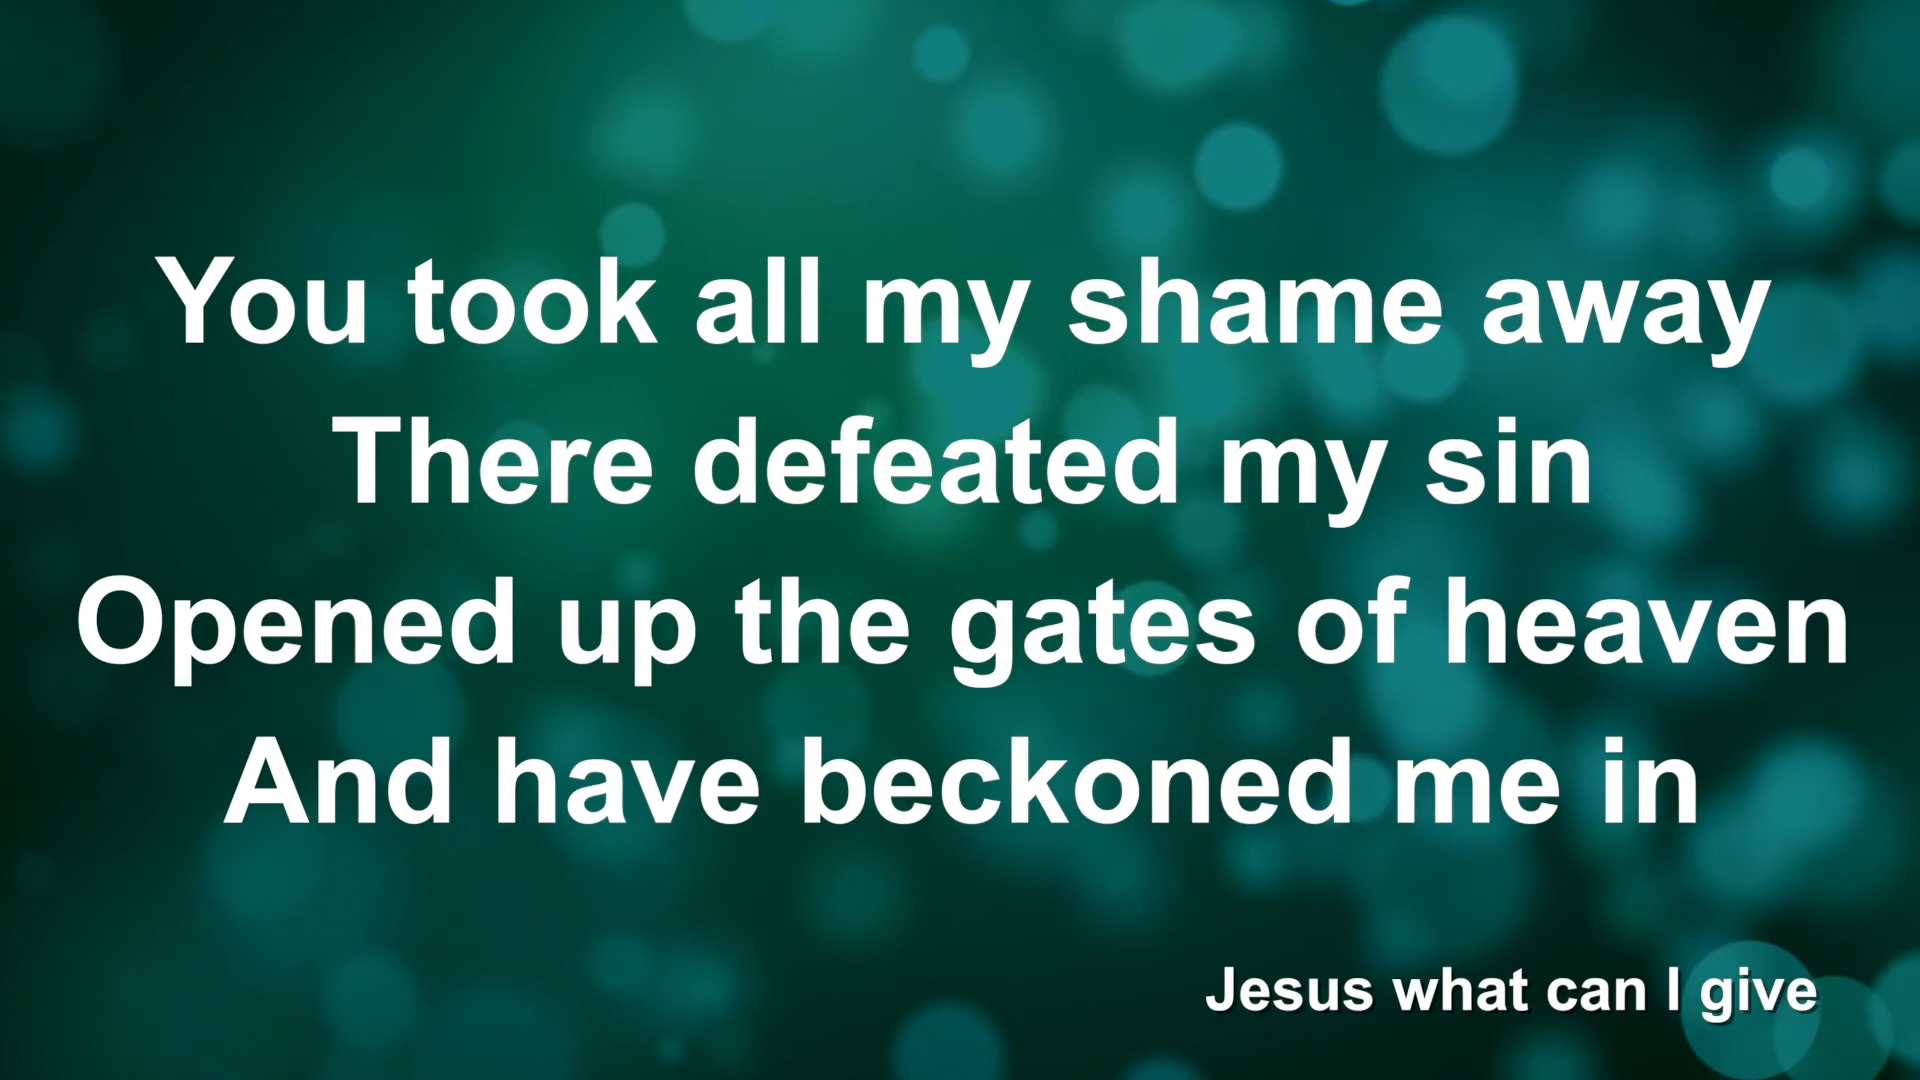 You took all my shame away
There defeated my sin
Opened up the gates of heaven
And have beckoned me in
Jesus what can I give